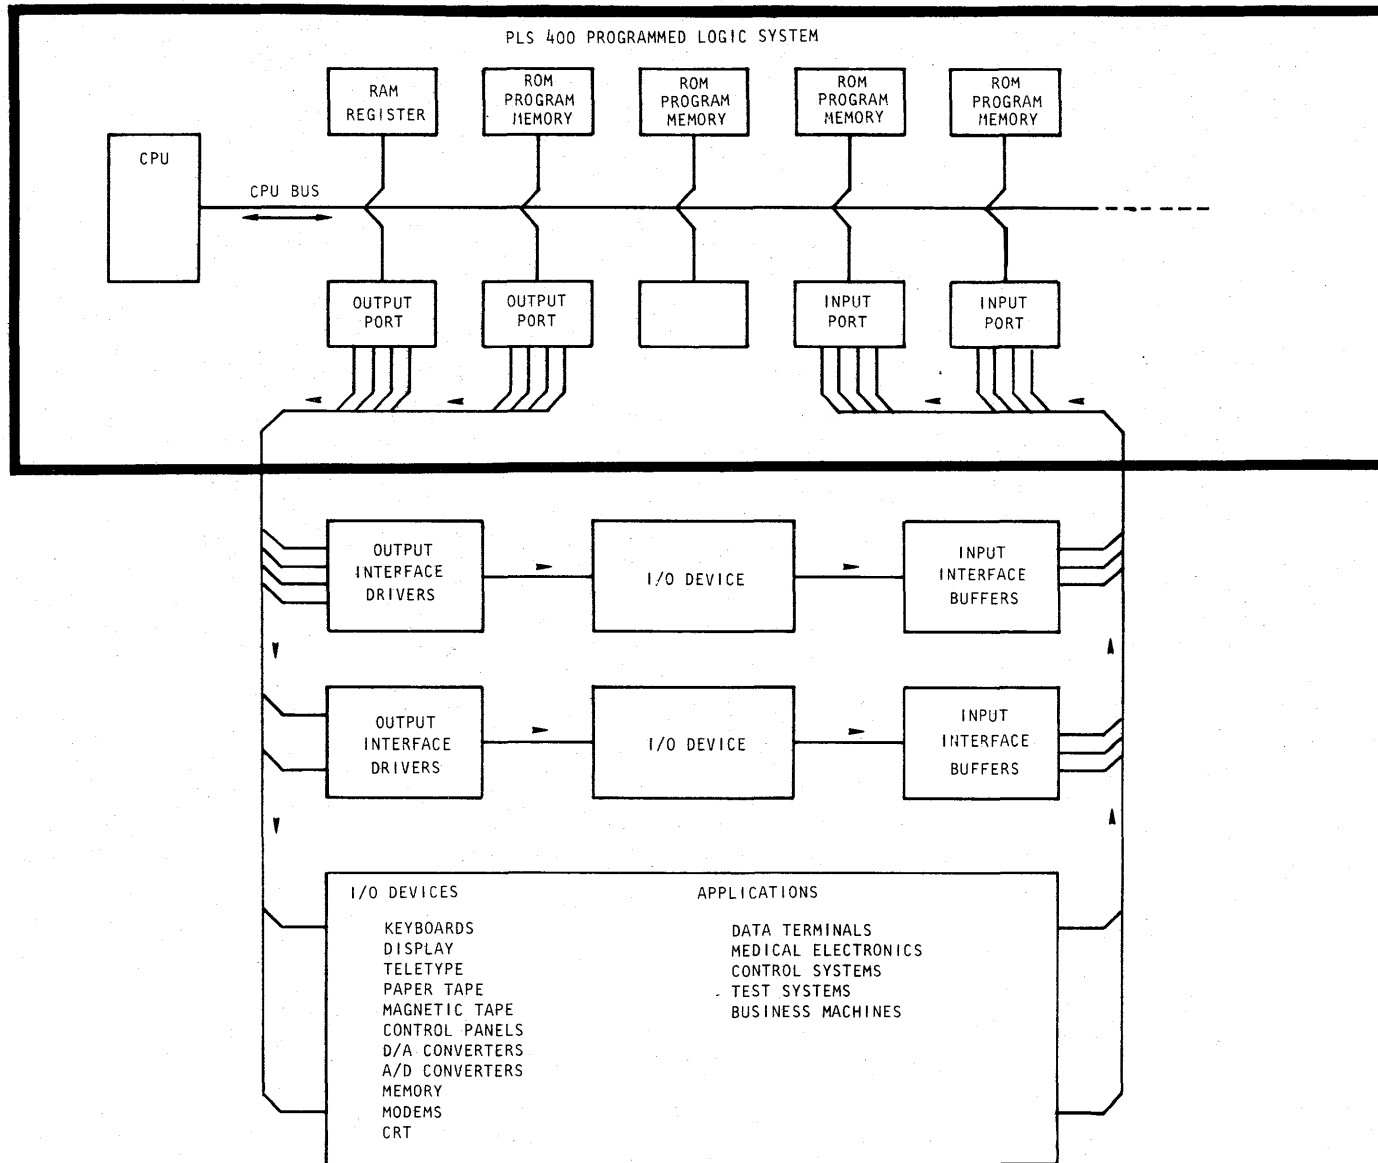 PLS 400 PROGRAMMED LOGIC SYSTEM
RAM
REGISTER
ROM
PROGRAM
MEMORY
ROM
PROGRAM
MEMORY
ROM
PROGRAM
MEMORY
ROM
PROGRAM
MEMORY
CPU
CPU BUS
OUTPUT
PORT
OUTPUT
PORT
INPUT
PORT
INPUT
PORT
OUTPUT
INTERFACE
DRIVERS
I/O DEVICE
INPUT
INTERFACE
BUFFERS
OUTPUT
INTERFACE
DRIVERS
I/O DEVICE
INPUT
INTERFACE
BUFFERS
I/O DEVICES
KEYBOARDS
DISPLAY
TELETYPE
PAPER TAPE
MAGNETIC TAPE
CONTROL PANELS
D/A CONVERTERS
A/D CONVERTERS
MEMORY
MODEMS
CRT
APPLICATIONS
DATA TERMINALS
MEDICAL ELECTRONICS
CONTROL SYSTEMS
TEST SYSTEMS
BUSINESS MACHINES